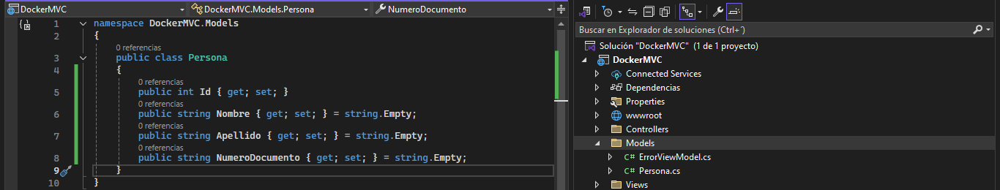 DockerMVC
DockerMVC.Models.Persona
NumeroDocumento
1 namespace DockerMVC.Models
2 {
0 referencias
3 public class Persona
4 {
0 referencias
5 public int Id { get; set; }
0 referencias
6 public string Nombre { get; set; } = string.Empty;
0 referencias
7 public string Apellido { get; set; } = string.Empty;
0 referencias
8 public string NumeroDocumento { get; set; } = string.Empty;
9 }
10 }
Buscar en Explorador de soluciones (Ctrl+´)
Solución "DockerMVC" (1 de 1 proyecto)
DockerMVC
Connected Services
Dependencias
Properties
wwwroot
Controllers
Models
C# ErrorViewModel.cs
C# Persona.cs
Views